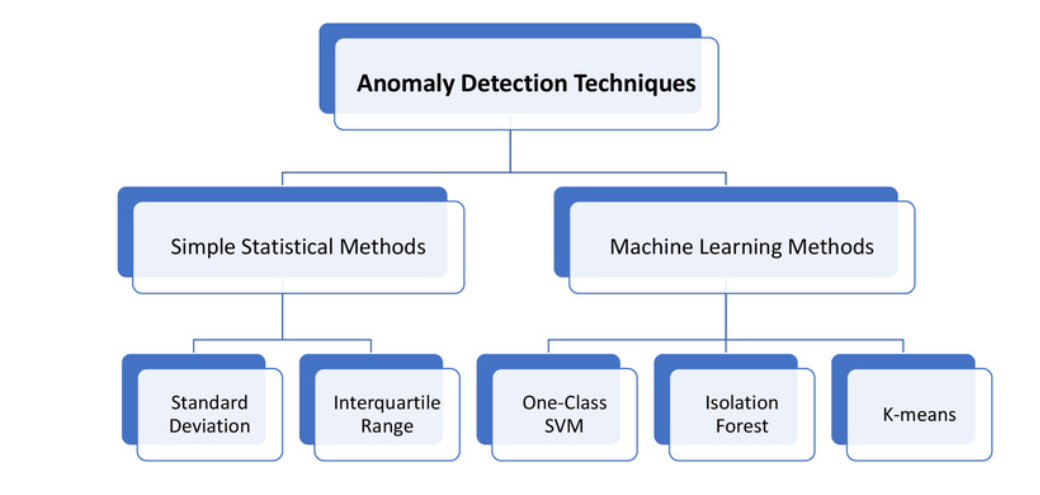 Anomaly Detection Techniques
Simple Statistical Methods
Machine Learning Methods
Standard
Deviation
Interquartile
Range
One-Class
SVM
Isolation
Forest
K-means